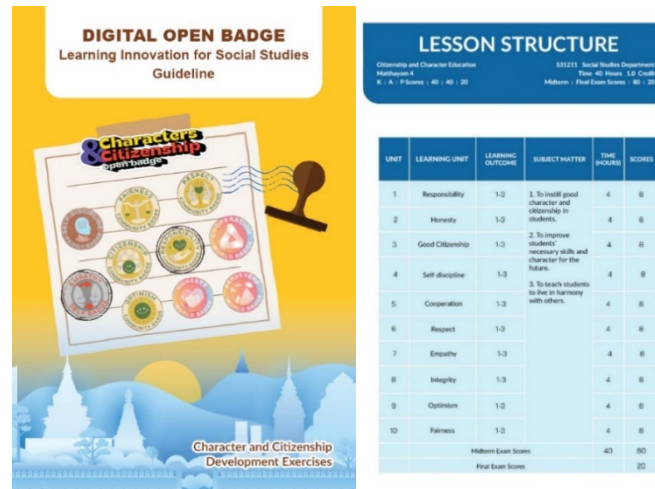 DIGITAL OPEN BADGE
Learning Innovation for Social Studies
Guideline
Characters
& Citizenship
open badge
RESPECT
FAIRNESS
CITIZENSHIP
OPTIMISM
Character and Citizenship
Development Exercises
LESSON STRUCTURE
Citizenship and Character Education
S31211 Social Studies Department
Matthayom 4
Time 40 Hours 1.0 Credit
K : A : P Scores : 40 : 40 : 20
Midterm : Final Exam Scores : 80 : 20
UNIT LEARNING UNIT LEARNING OUTCOME SUBJECT MATTER TIME (HOURS) SCORES
1 Responsibility 1-3 4 8
2 Honesty 1-3 4 8
3 Good Citizenship 1-3 4 8
4 Self-discipline 1-3 4 8
5 Cooperation 1-3 4 8
6 Respect 1-3 4 8
7 Empathy 1-3 4 8
8 Integrity 1-3 4 8
9 Optimism 1-3 4 8
10 Fairness 1-3 4 8
1. To instill good
character and
citizenship in
students.
2. To improve
students'
necessary skills and
character for the
future.
3. To teach students
to live in harmony
with others.
Midterm Exam Scores 40 80
Final Exam Scores 20